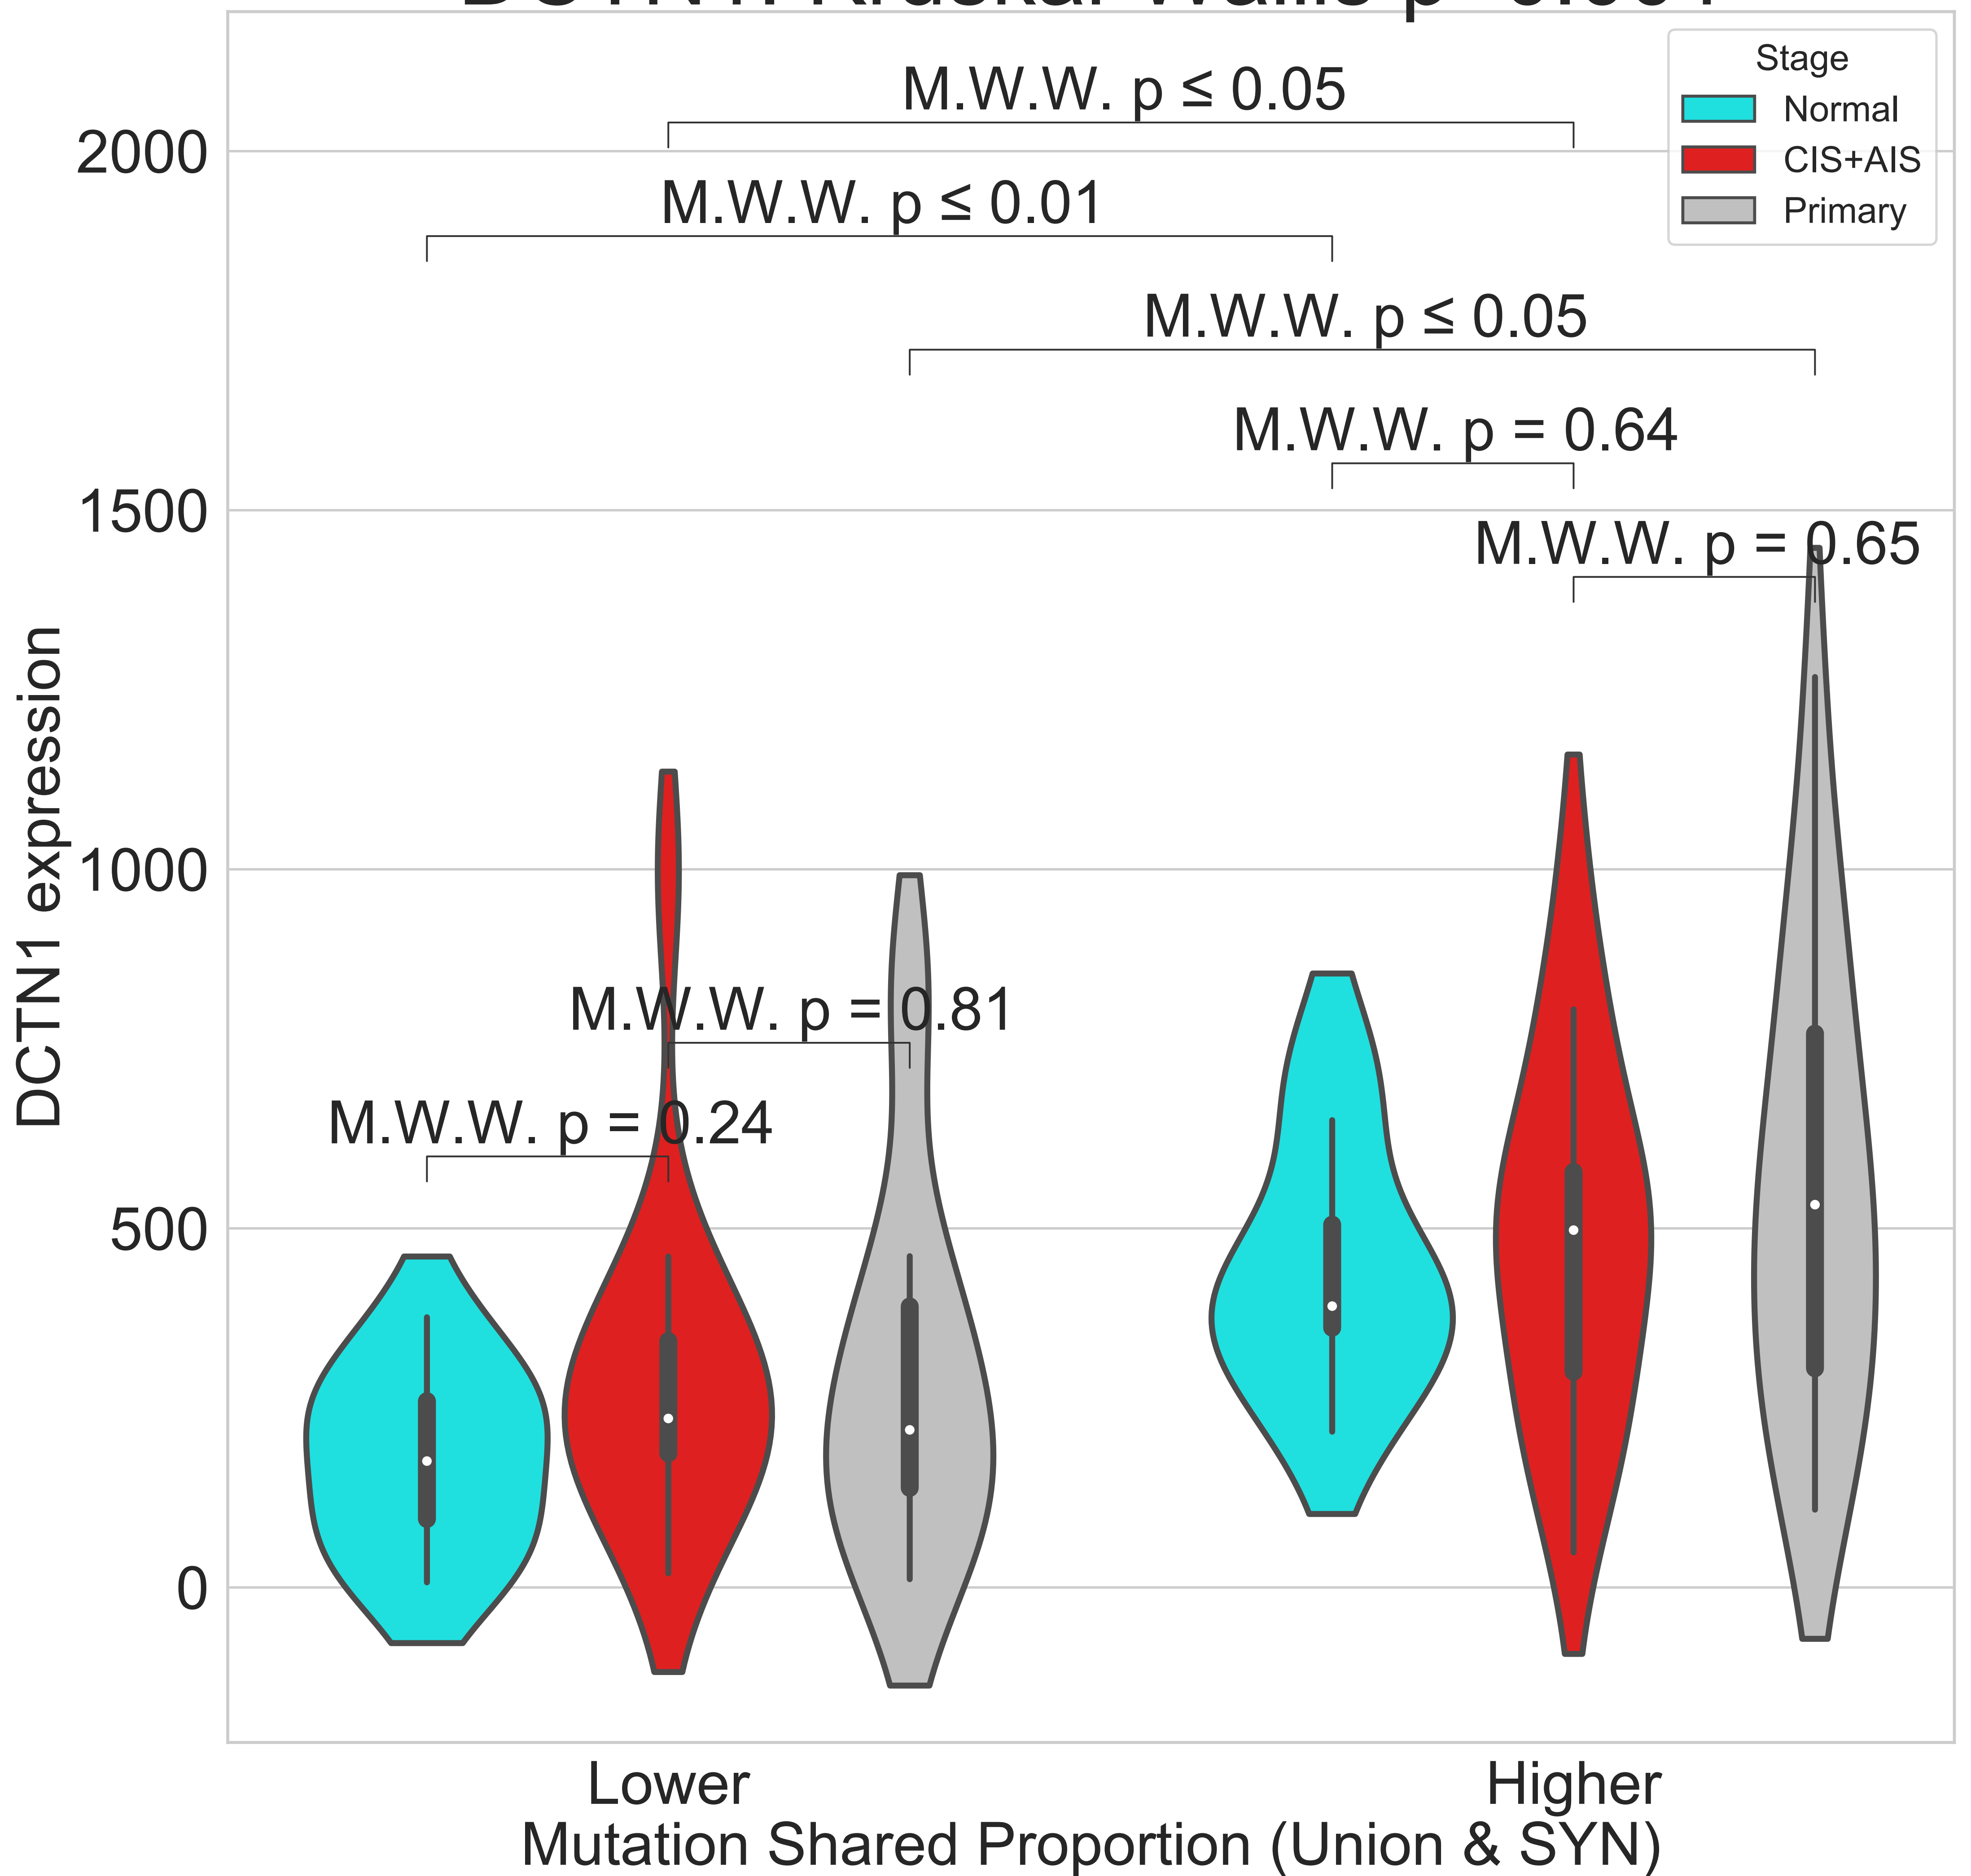 M.W.W. p ≤ 0.05
Stage
Normal
CIS+AIS
Primary
2000
M.W.W. p ≤ 0.01
M.W.W. p ≤ 0.05
M.W.W. p = 0.64
1500
M.W.W. p = 0.65
DCTN1 expression
1000
M.W.W. p = 0.81
M.W.W. p = 0.24
500
0
Lower
Higher
Mutation Shared Proportion (Union & SYN)